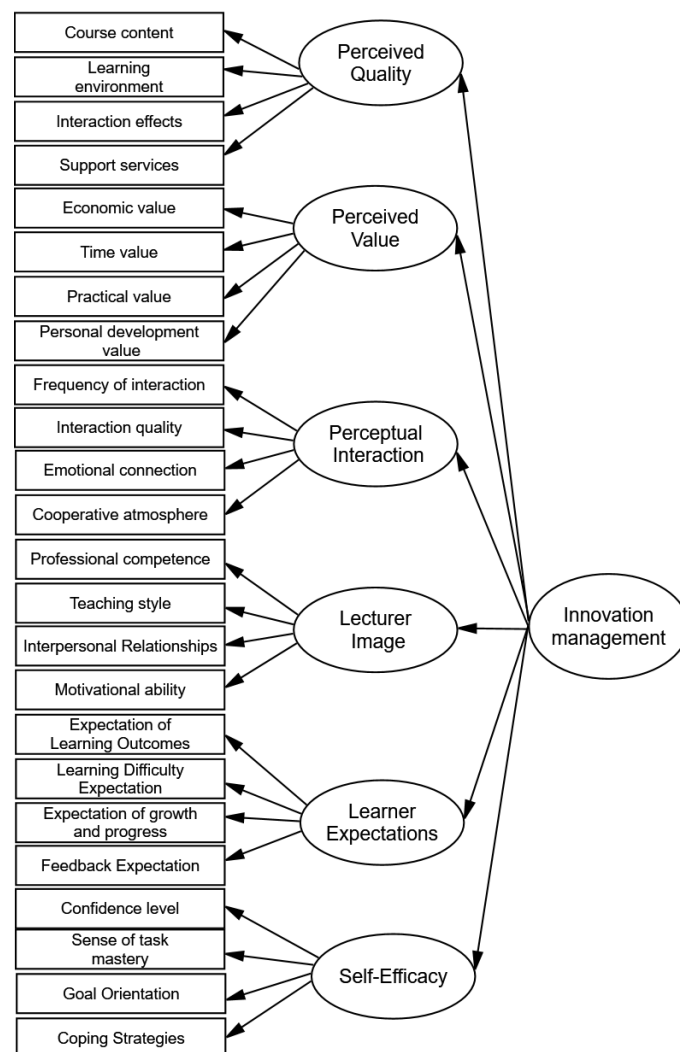 Course content
Learning
environment
Interaction effects
Support services
Perceived
Quality
Economic value
Time value
Practical value
Personal development
value
Perceived
Value
Frequency of interaction
Interaction quality
Emotional connection
Cooperative atmosphere
Perceptual
Interaction
Professional competence
Teaching style
Interpersonal Relationships
Motivational ability
Lecturer
Image
Innovation
management
Expectation of
Learning Outcomes
Learning Difficulty
Expectation
Expectation of growth
and progress
Feedback Expectation
Learner
Expectations
Confidence level
Sense of task
mastery
Goal Orientation
Coping Strategies
Self-Efficacy